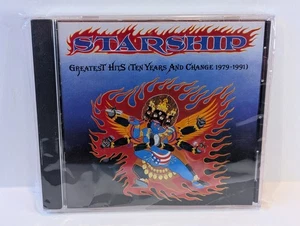 STARSHIP
GREATEST HITS (TEN YEARS AND CHANGE 1979-1991)